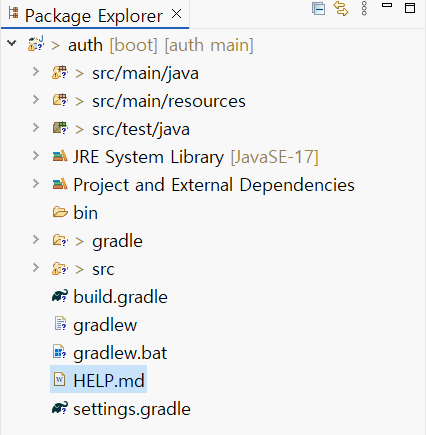 Package Explorer
> auth [boot] [auth main]
> src/main/java
> src/main/resources
> src/test/java
JRE System Library [JavaSE-17]
Project and External Dependencies
bin
> gradle
> src
build.gradle
gradlew
gradlew.bat
HELP.md
settings.gradle